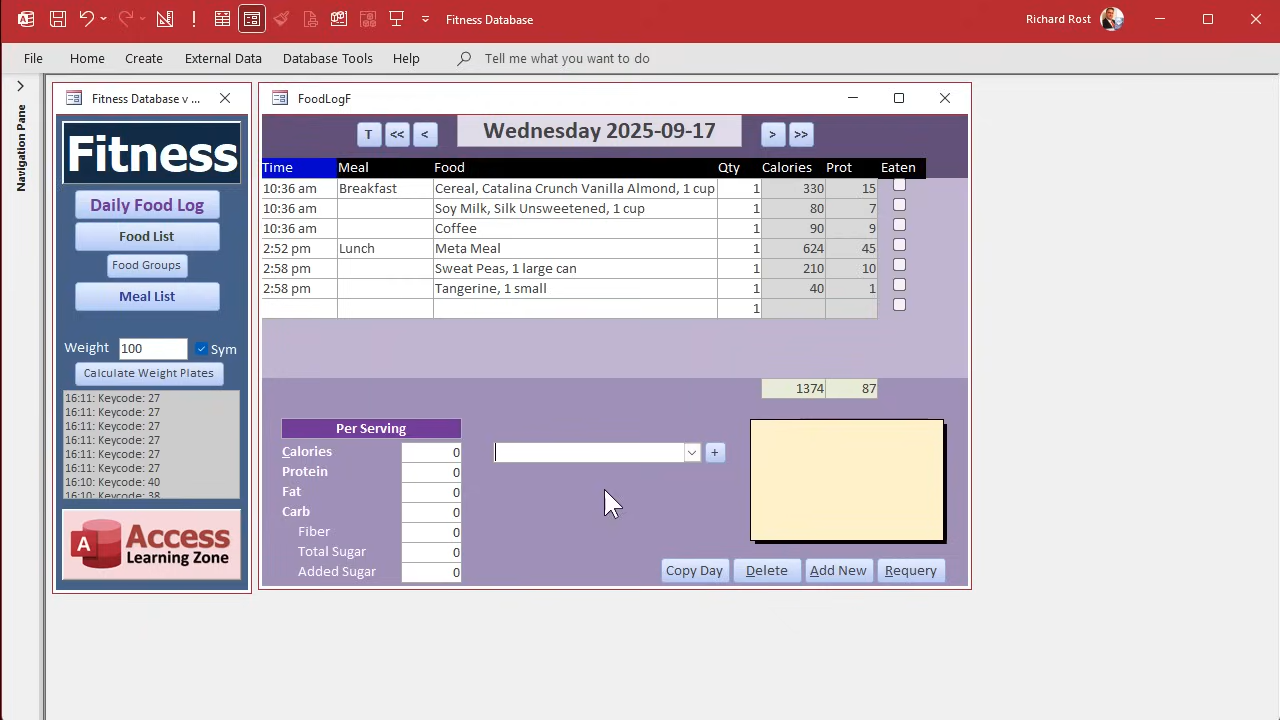 Fitness Database
Richard Rost
File Home Create External Data Database Tools Help Tell me what you want to do
Navigation Pane
Fitness Database v ...
Fitness
Daily Food Log
Food List
Food Groups
Meal List
Weight 100 Sym
Calculate Weight Plates
16:11: Keycode: 27
16:11: Keycode: 27
16:11: Keycode: 27
16:11: Keycode: 27
16:11: Keycode: 27
16:11: Keycode: 27
16:10: Keycode: 40
16:10: Keycode: 38
A Access
Learning Zone
FoodLogF
T << < Wednesday 2025-09-17 > >>
Time Meal Food Qty Calories Prot Eaten
10:36 am Breakfast Cereal, Catalina Crunch Vanilla Almond, 1 cup 1 330 15
10:36 am Soy Milk, Silk Unsweetened, 1 cup 1 80 7
10:36 am Coffee 1 90 9
2:52 pm Lunch Meta Meal 1 624 45
2:58 pm Sweat Peas, 1 large can 1 210 10
2:58 pm Tangerine, 1 small 1 40 1
1
1374 87
Per Serving
Calories 0
+
Protein 0
Fat 0
Carb 0
Fiber 0
Total Sugar 0
Added Sugar 0
Copy Day Delete Add New Requery